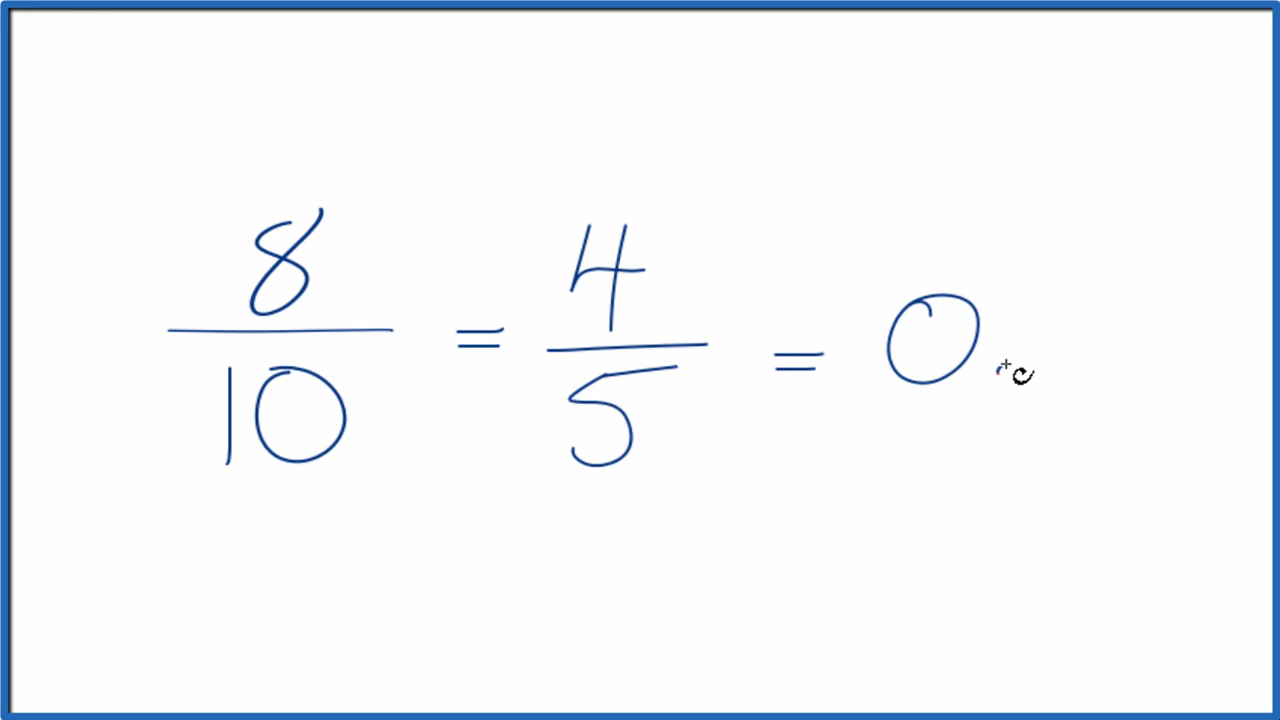 8/10 = 4/5 = 0.